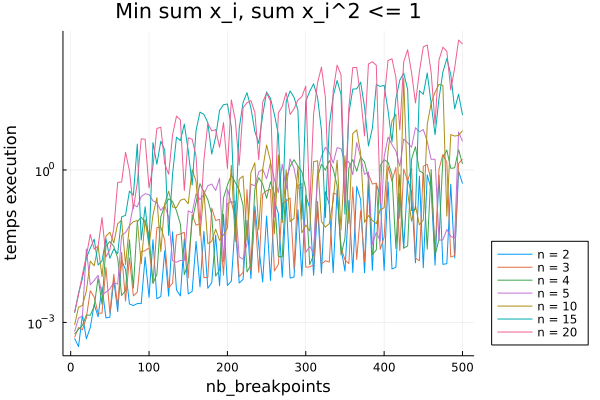 Min sum x_i, sum x_i^2 <= 1
temps execution
10^0
10^-3
0
100
200
300
400
500
nb_breakpoints
n = 2
n = 3
n = 4
n = 5
n = 10
n = 15
n = 20